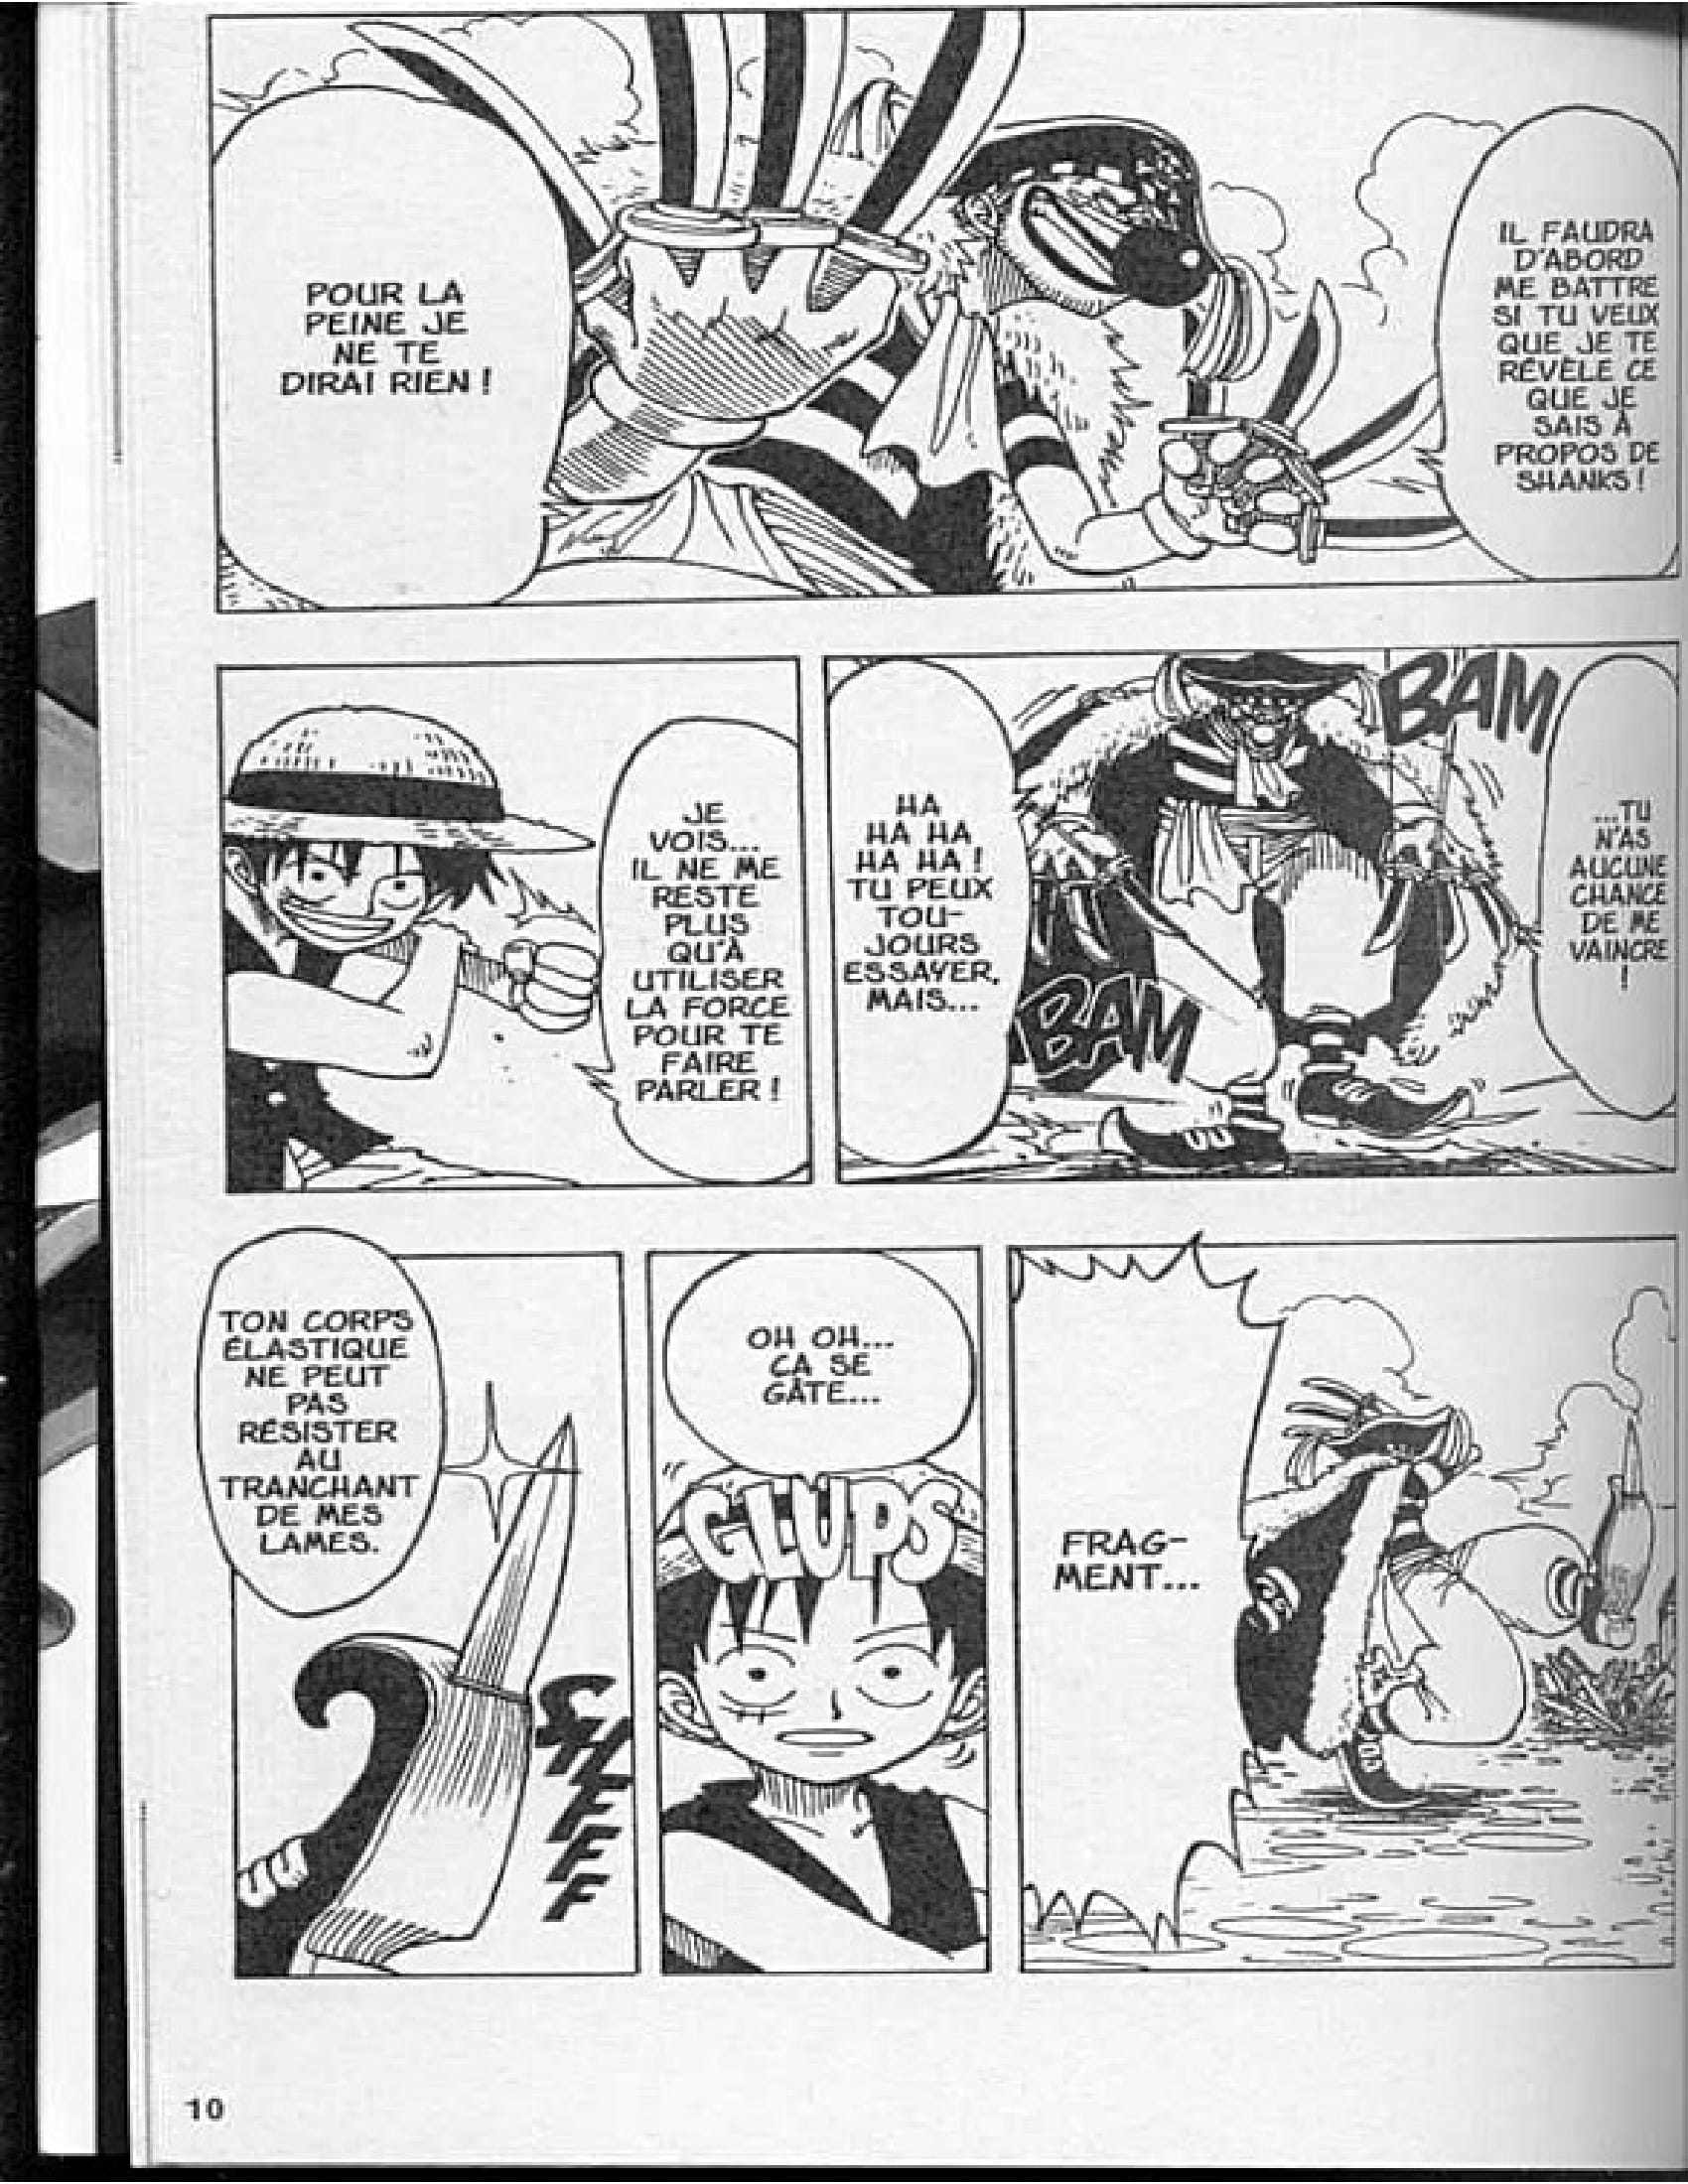 POUR LA
PEINE JE
NE TE
DIRAI RIEN !
IL FAUDRA
D'ABORD
ME BATTRE
SI TU VEUX
QUE JE TE
RÉVÈLE CE
QUE JE
SAIS À
PROPOS DE
SHANKS !
JE
VOIS...
IL NE ME
RESTE
PLUS
QU'À
UTILISER
LA FORCE
POUR TE
FAIRE
PARLER !
HA
HA HA
HA HA !
TU PEUX
TOU-
JOURS
ESSAYER,
MAIS...
BAM
BAM
...TU
N'AS
AUCUNE
CHANCE
DE ME
VAINCRE
!
TON CORPS
ÉLASTIQUE
NE PEUT
PAS
RÉSISTER
AU
TRANCHANT
DE MES
LAMES.
SHFFFF
OH OH...
ÇA SE
GÂTE...
GLUPS
FRAG-
MENT...
10